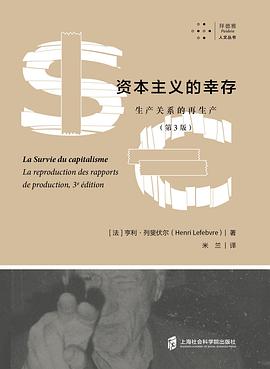 拜德雅
Paideia
人文丛书
资本主义的幸存
生产关系的再生产
(第3版)
La Survie du capitalisme
La reproduction des rapports
de production, 3ᵉ édition
[法] 亨利·列斐伏尔 (Henri Lefebvre) | 著
米 兰 | 译
上海社会科学院出版社